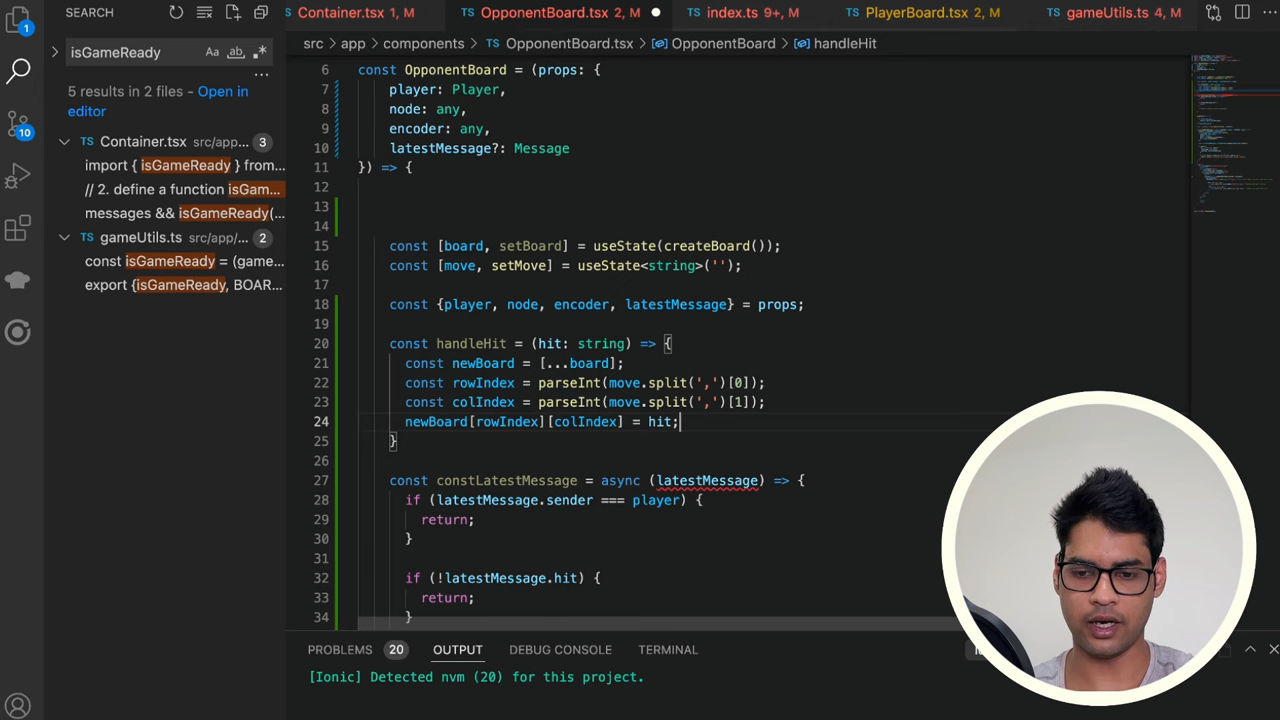 SEARCH
Container.tsx 1, M
OpponentBoard.tsx 2, M
index.ts 9+, M
PlayerBoard.tsx 2, M
gameUtils.ts 4, M
1
isGameReady
Aa ab .*
5 results in 2 files - Open in
editor
10
Container.tsx src/app... 3
import { isGameReady } from...
// 2. define a function isGam...
messages && isGameReady(...
gameUtils.ts src/app/... 2
const isGameReady = (game...
export {isGameReady, BOAR...
src > app > components > TS OpponentBoard.tsx > OpponentBoard > handleHit
6 const OpponentBoard = (props: {
7 player: Player,
8 node: any,
9 encoder: any,
10 latestMessage?: Message
11 }) => {
12
13
14
15 const [board, setBoard] = useState(createBoard());
16 const [move, setMove] = useState<string>('');
17
18 const {player, node, encoder, latestMessage} = props;
19
20 const handleHit = (hit: string) => {
21 const newBoard = [...board];
22 const rowIndex = parseInt(move.split(',')[0]);
23 const colIndex = parseInt(move.split(',')[1]);
24 newBoard[rowIndex][colIndex] = hit;
25 }
26
27 const constLatestMessage = async (latestMessage) => {
28 if (latestMessage.sender === player) {
29 return;
30 }
31
32 if (!latestMessage.hit) {
33 return;
34 }
PROBLEMS 20 OUTPUT DEBUG CONSOLE TERMINAL
[Ionic] Detected nvm (20) for this project.